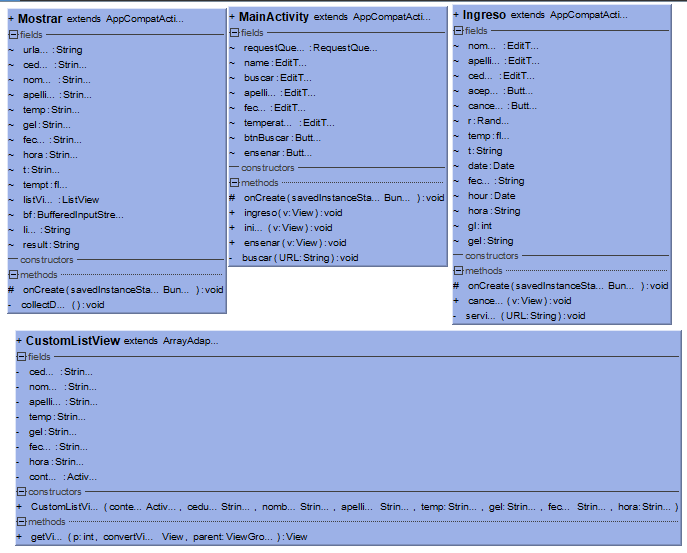 + Mostrar extends AppCompatActi...
fields
~ urla... :String
~ ced... :Strin...
~ nom... :Strin...
~ apelli... :Strin...
~ temp:Strin...
~ gel:Strin...
~ fec... :Strin...
~ hora:Strin...
~ t:Strin...
~ tempt:fl...
~ listVi... :ListView
~ bf:BufferedInputStre...
~ li... :String
~ result:String
constructors
methods
# onCreate(savedInstanceSta... Bun... ):void
- collectD... ():void
+ MainActivity extends AppCompatActi...
fields
~ requestQue... :RequestQue...
~ name:EditT...
~ buscar:EditT...
~ apelli... :EditT...
~ fec... :EditT...
~ temperat... :EditT...
~ btnBuscar:Butt...
~ ensenar:Butt...
constructors
methods
# onCreate(savedInstanceSta... Bun... ):void
+ ingreso(v:View):void
+ ini... (v:View):void
+ ensenar(v:View):void
- buscar(URL:String):void
+ Ingreso extends AppCompatActi...
fields
~ nom... :EditT...
~ apelli... :EditT...
~ ced... :EditT...
~ acep... :Butt...
~ cance... :Butt...
~ r:Rand...
~ temp:fl...
~ t:String
~ date:Date
~ fec... :String
~ hour:Date
~ hora:String
~ gl:int
~ gel:String
constructors
methods
# onCreate(savedInstanceSta... Bun... ):void
+ cance... (v:View):void
- servi... (URL:String):void
+ CustomListView extends ArrayAdap...
fields
- ced... :Strin...
- nom... :Strin...
- apelli... :Strin...
- temp:Strin...
- gel:Strin...
- fec... :Strin...
- hora:Strin...
- cont... :Activ...
constructors
+ CustomListVi... (conte... Activ... , cedu... Strin... , nomb... Strin... , apelli... Strin... , temp:Strin... , gel:Strin... , fec... Strin... , hora:Strin... )
methods
+ getVi... (p:int, convertVi... View, parent:ViewGro... ):View